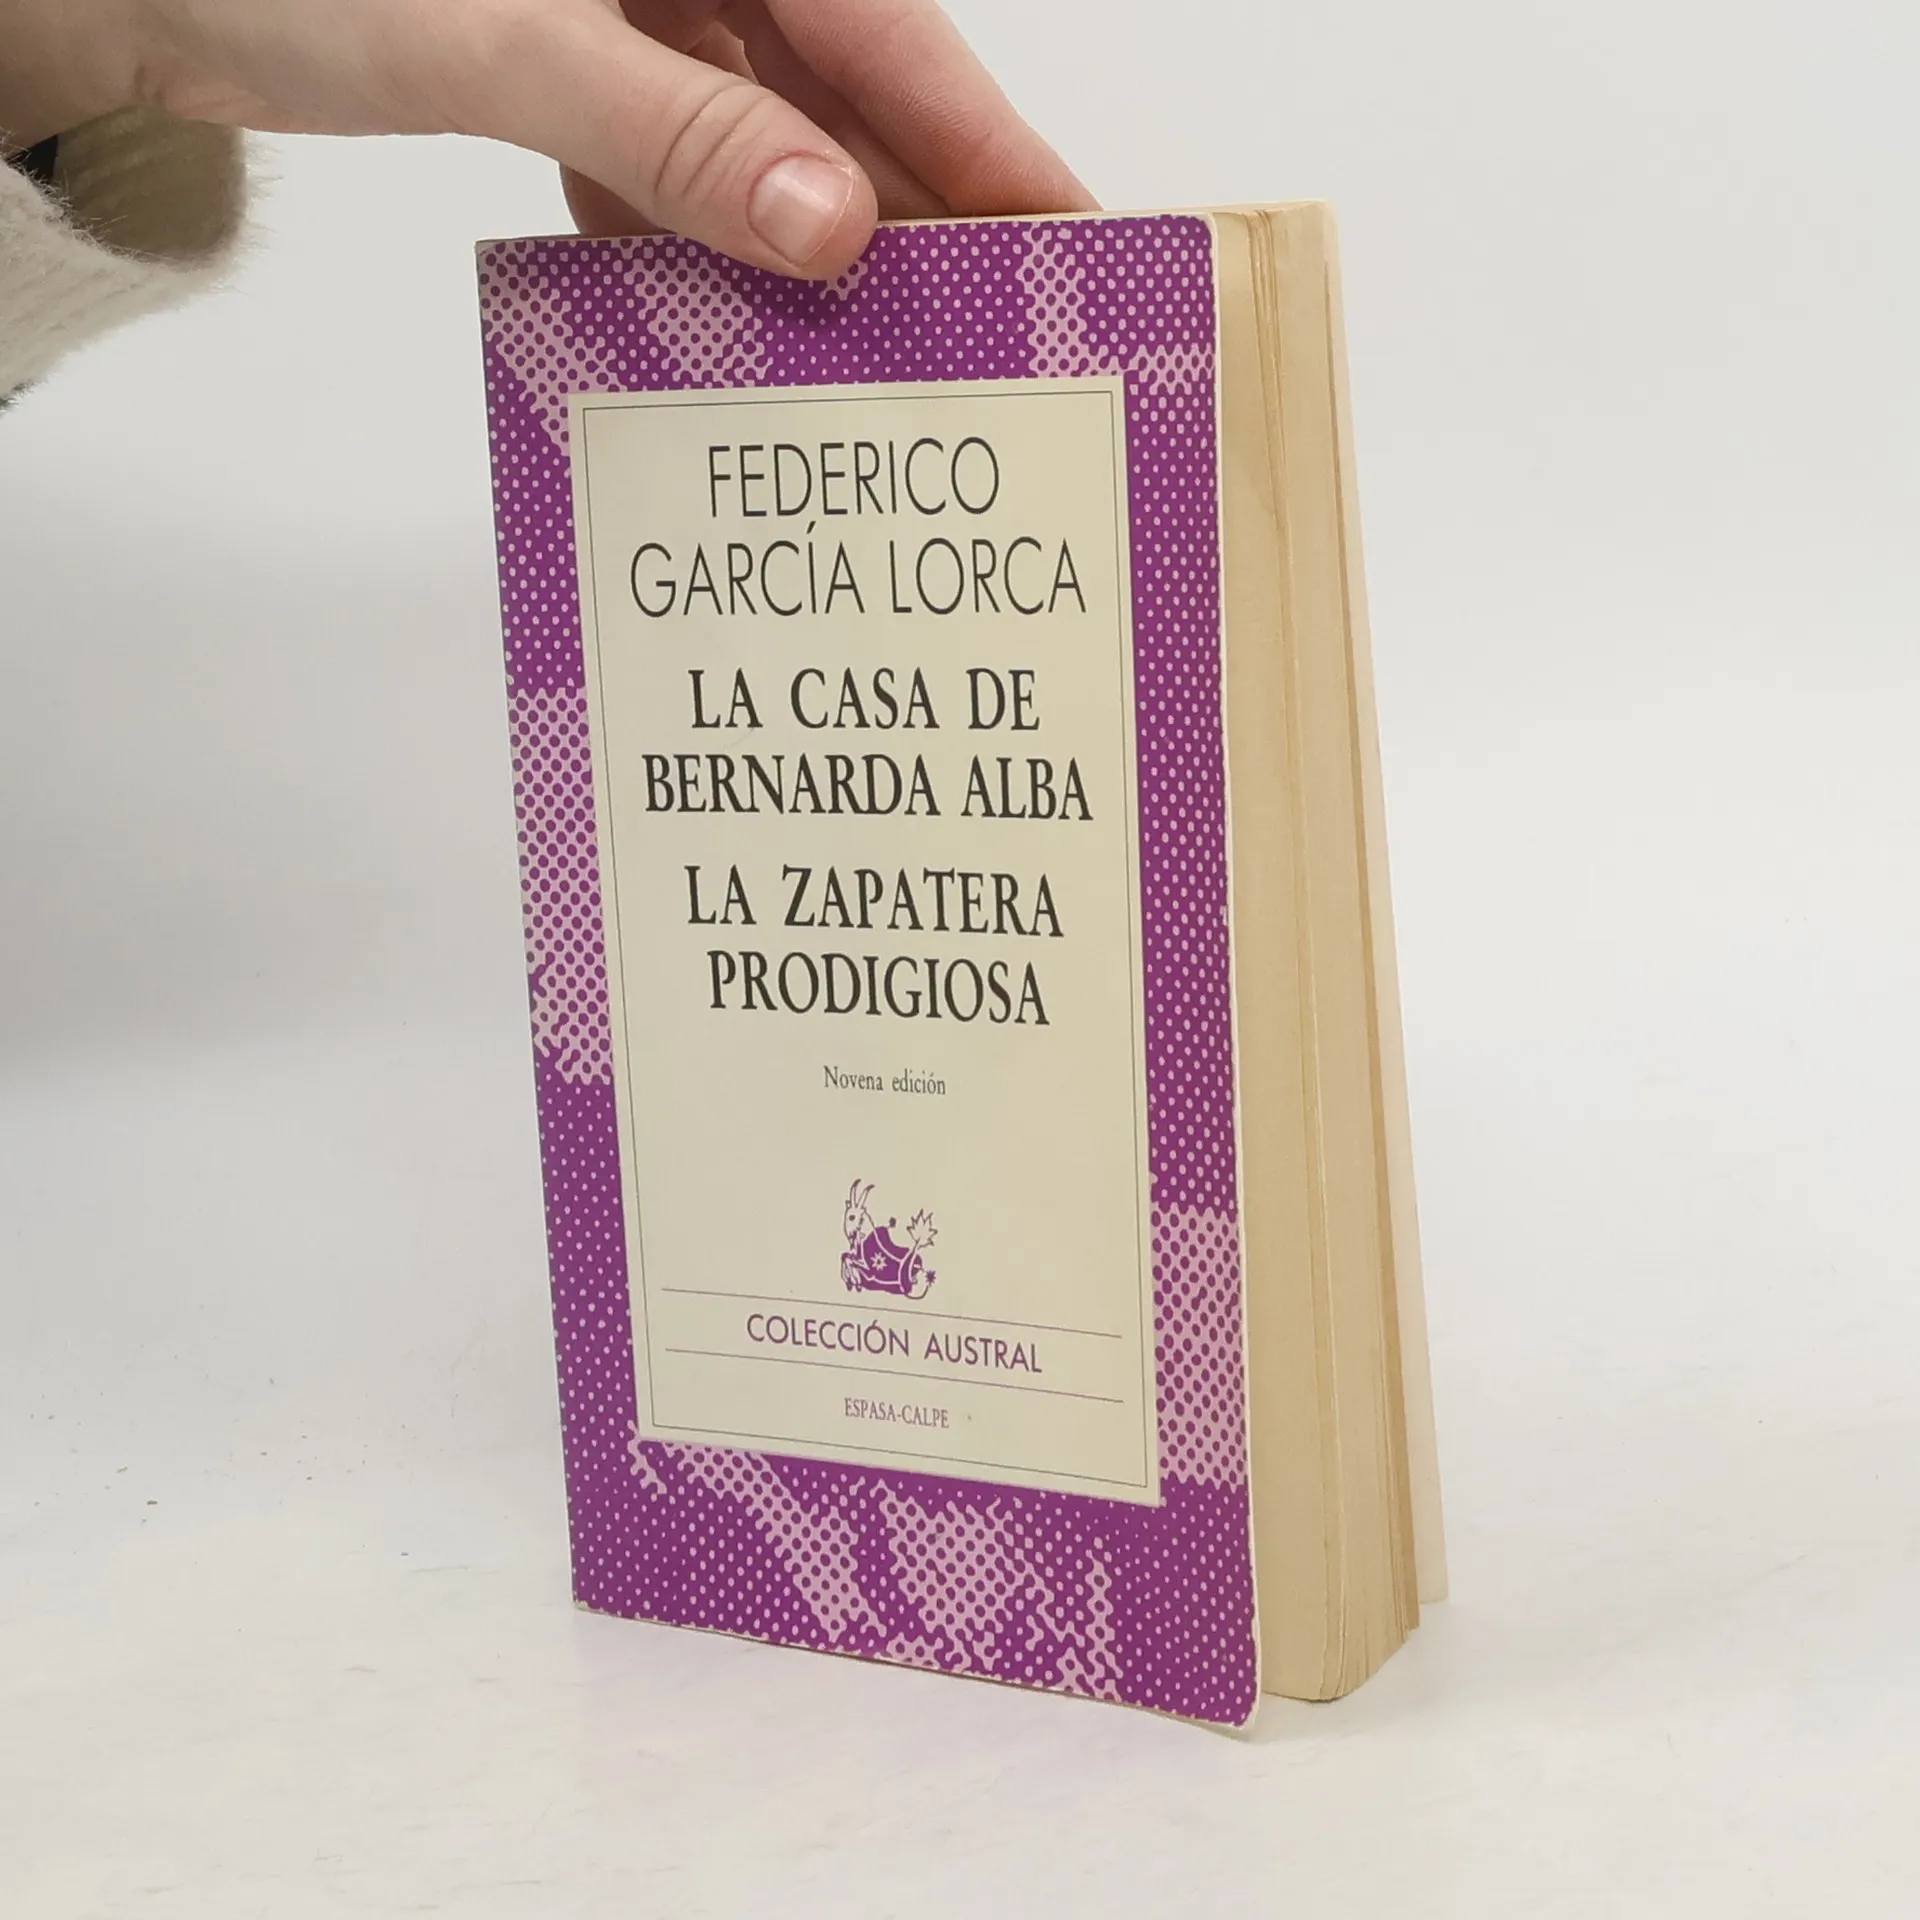 FEDERICO
GARCÍA LORCA
LA CASA DE
BERNARDA ALBA
LA ZAPATERA
PRODIGIOSA
Novena edición
COLECCIÓN AUSTRAL
ESPASA-CALPE